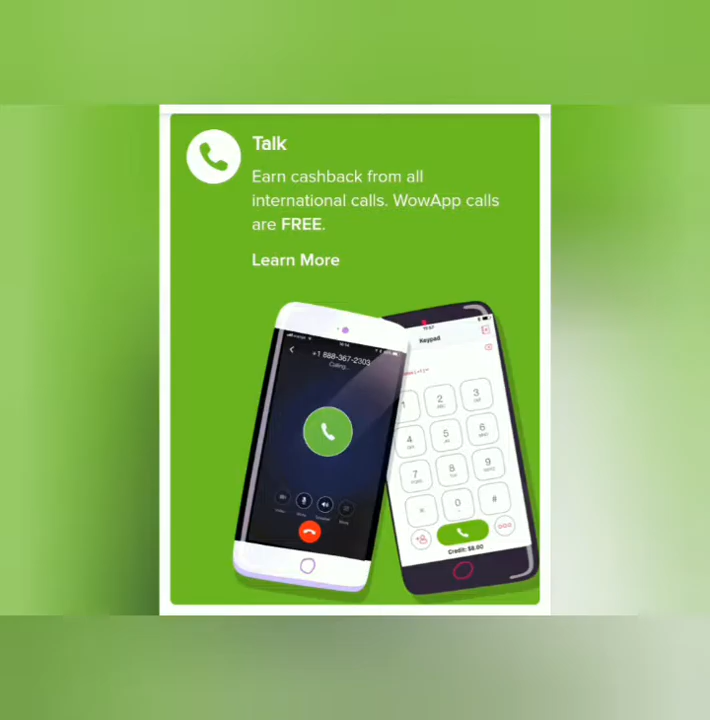 Talk
Earn cashback from all
international calls. WowApp calls
are FREE.
Learn More
+1 888-367-2303
Calling...
Keypad
1
2
3
4
5
6
7
8
9
0
#
Credit: $8.00